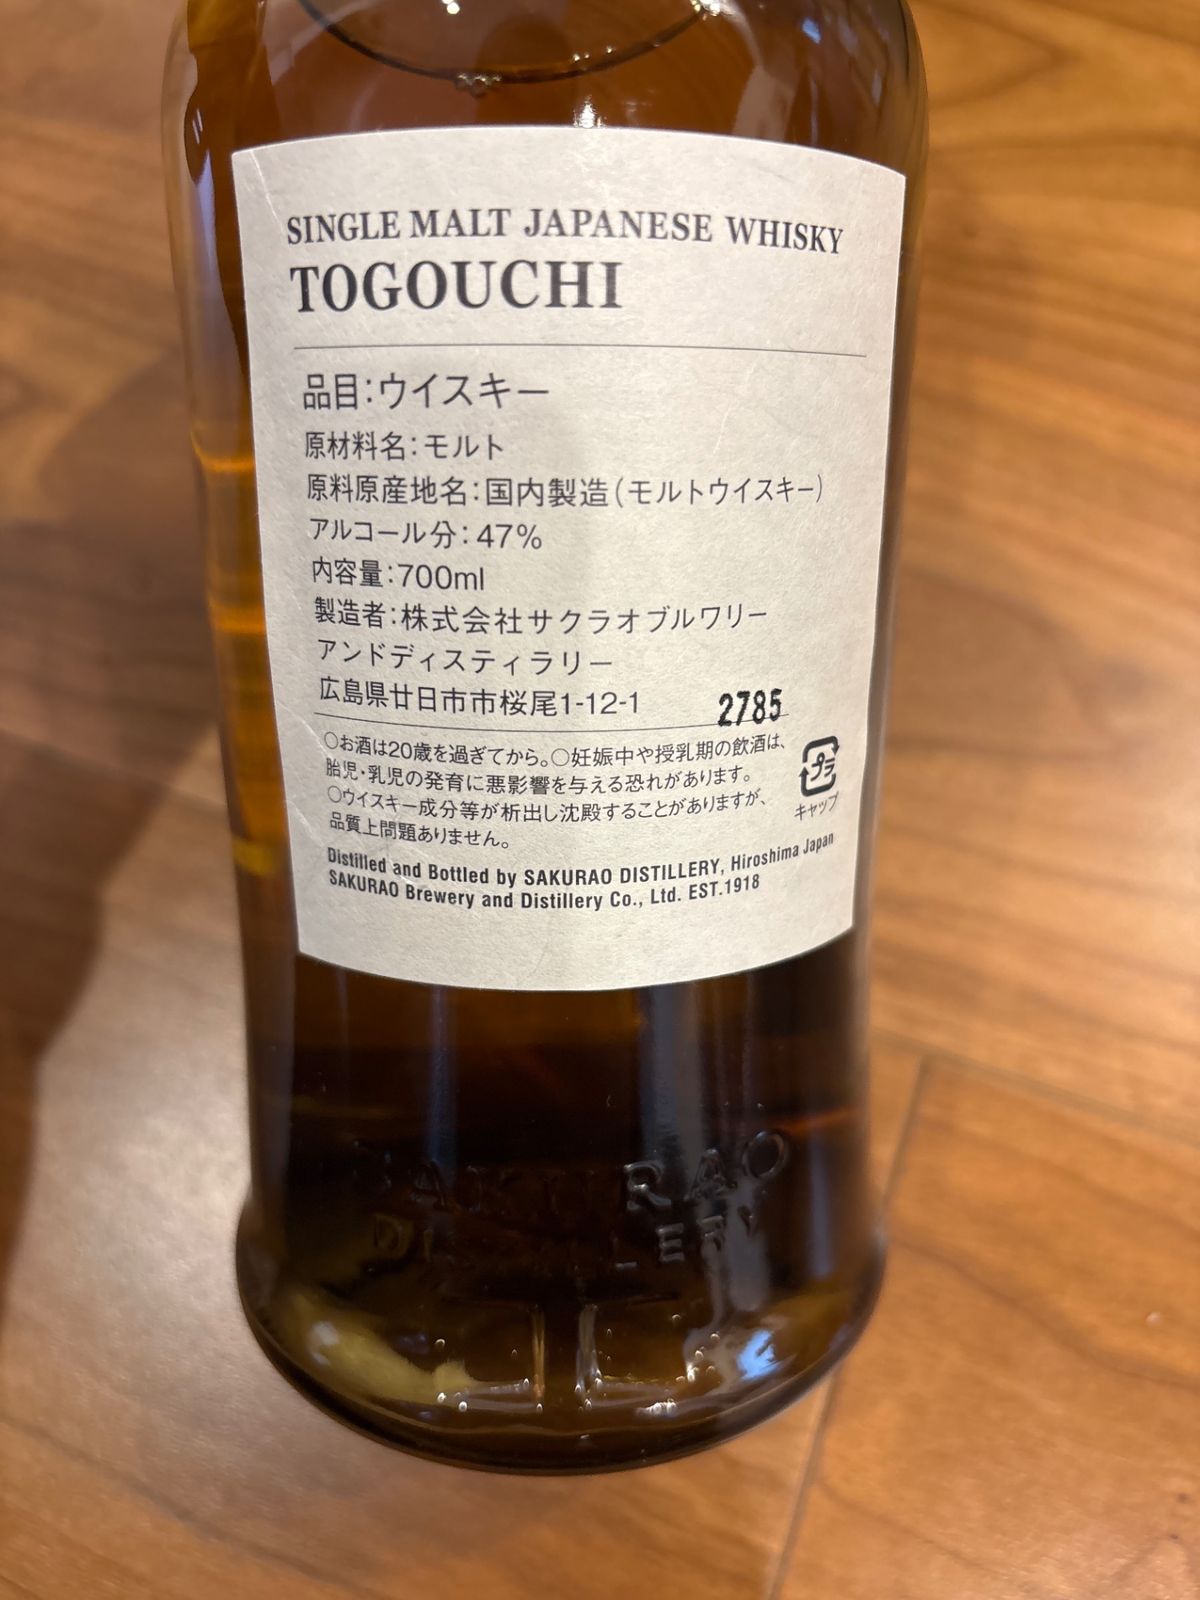 SINGLE MALT JAPANESE WHISKY
TOGOUCHI
品目:ウイスキー
原材料名:モルト
原料原産地名:国内製造(モルトウイスキー)
アルコール分:47%
内容量:700ml
製造者:株式会社サクラオブルワリー
アンドディスティラリー
広島県廿日市市桜尾1-12-1
2785
○お酒は20歳を過ぎてから。○妊娠中や授乳期の飲酒は、
胎児・乳児の発育に悪影響を与える恐れがあります。
○ウイスキー成分等が析出し沈殿することがありますが、
品質上問題ありません。
プラ
キャップ
Distilled and Bottled by SAKURAO DISTILLERY, Hiroshima Japan
SAKURAO Brewery and Distillery Co., Ltd. EST.1918
SAKURAO
DISTILLERY